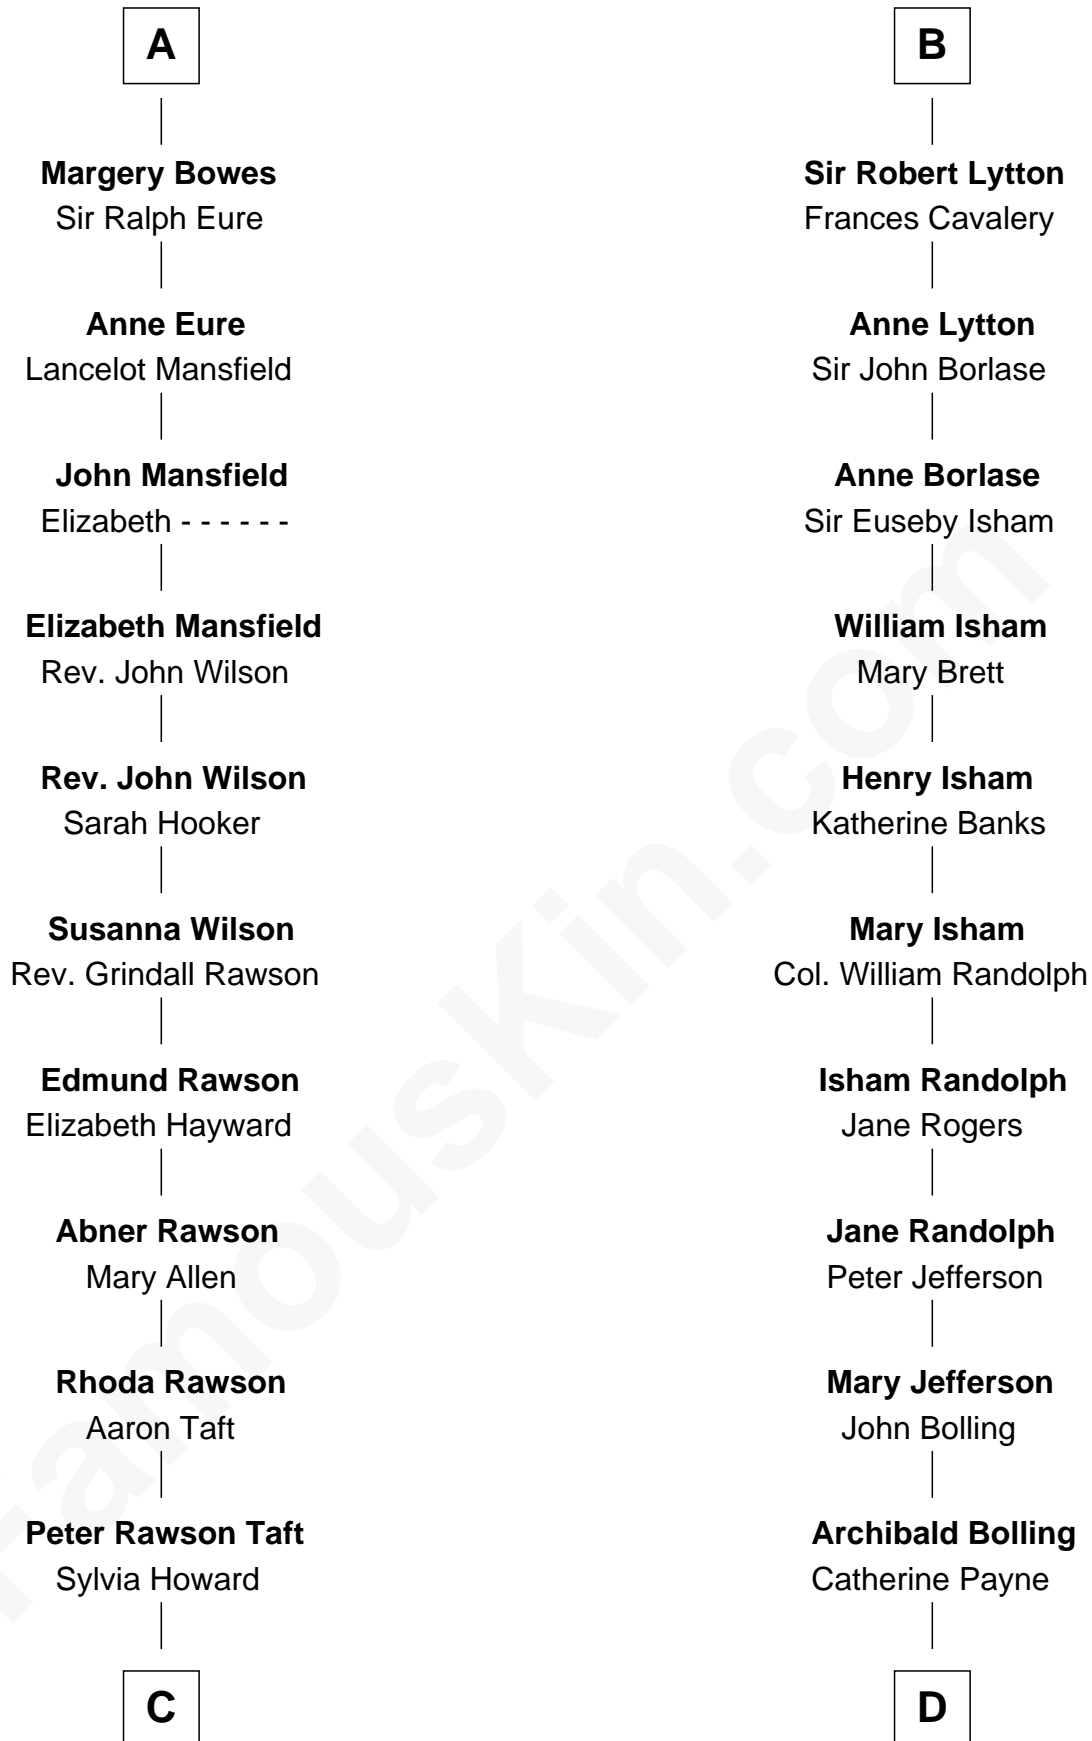 A
Margery Bowes
Sir Ralph Eure
Anne Eure
Lancelot Mansfield
John Mansfield
Elizabeth - - - - - -
Elizabeth Mansfield
Rev. John Wilson
Rev. John Wilson
Sarah Hooker
Susanna Wilson
Rev. Grindall Rawson
Edmund Rawson
Elizabeth Hayward
Abner Rawson
Mary Allen
Rhoda Rawson
Aaron Taft
Peter Rawson Taft
Sylvia Howard
C
B
Sir Robert Lytton
Frances Cavalery
Anne Lytton
Sir John Borlase
Anne Borlase
Sir Euseby Isham
William Isham
Mary Brett
Henry Isham
Katherine Banks
Mary Isham
Col. William Randolph
Isham Randolph
Jane Rogers
Jane Randolph
Peter Jefferson
Mary Jefferson
John Bolling
Archibald Bolling
Catherine Payne
D
FamousKin.com